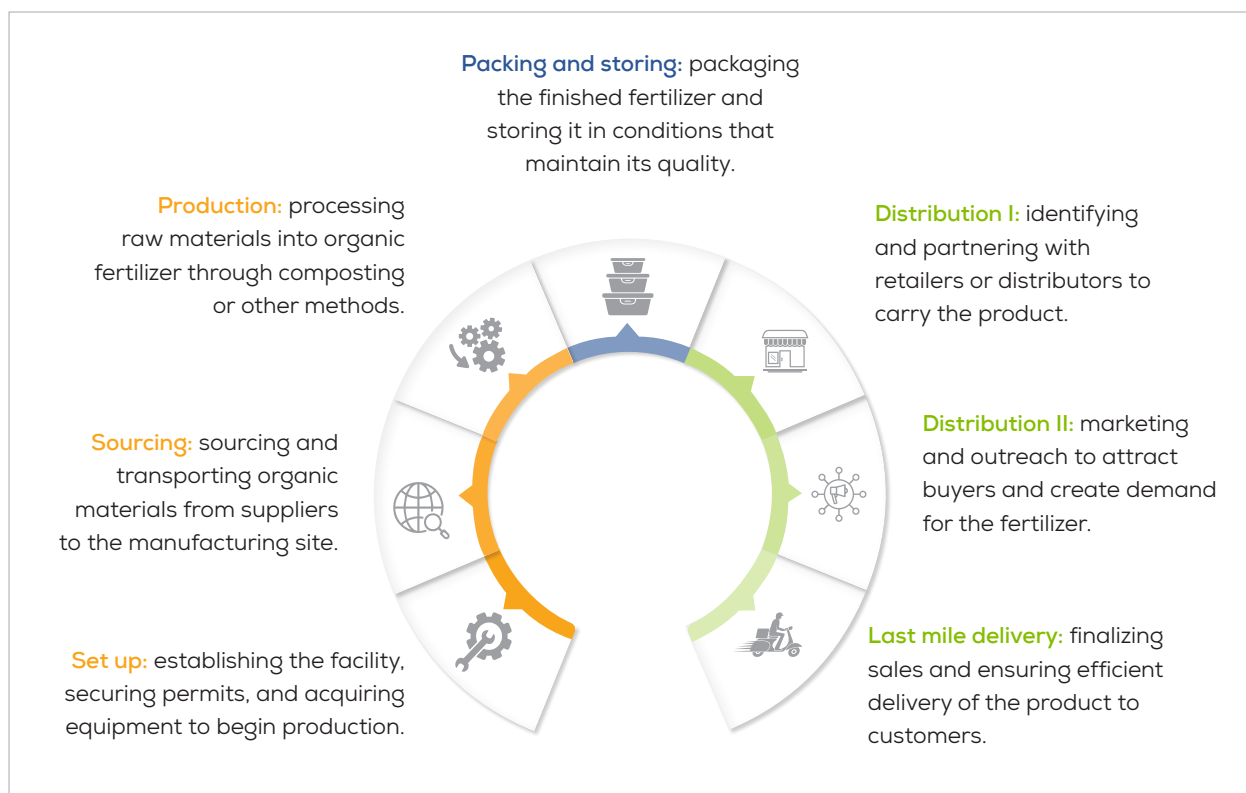 Packing and storing: packaging
the finished fertilizer and
storing it in conditions that
maintain its quality.
Production: processing
raw materials into organic
fertilizer through composting
or other methods.
Distribution I: identifying
and partnering with
retailers or distributors to
carry the product.
Sourcing: sourcing and
transporting organic
materials from suppliers
to the manufacturing site.
Distribution II: marketing
and outreach to attract
buyers and create demand
for the fertilizer.
Set up: establishing the facility,
securing permits, and acquiring
equipment to begin production.
Last mile delivery: finalizing
sales and ensuring efficient
delivery of the product to
customers.